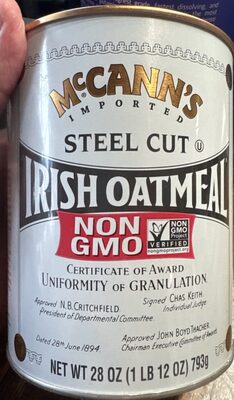 McCANN'S
IMPORTED
STEEL CUT U
IRISH OATMEAL
NON
GMO
NON
GMO
Project
VERIFIED
nongmoproject.org
CERTIFICATE OF AWARD
UNIFORMITY OF GRANULATION
Approved N.B. CRITCHFIELD
President of Departmental Committee
Signed CHAS KEITH
Individual Judge
Dated 28th June 1894
Approved JOHN BOYD THACHER
Chairman Executive Committee of Awards
NET WT 28 OZ (1 LB 12 OZ) 793g